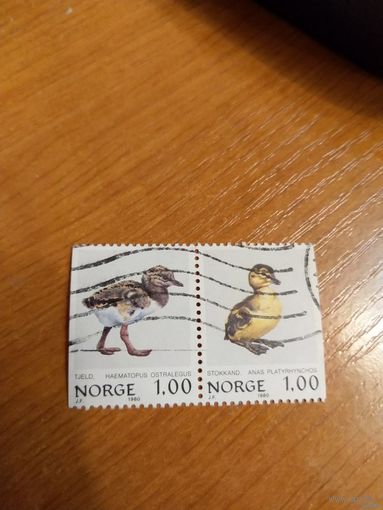 TJELD. HAEMATOPUS OSTRALEGUS
NORGE 1.00
J.F. 1980
STOKKAND. ANAS PLATYRHYNCHOS
NORGE 1.00
J.F. 1980